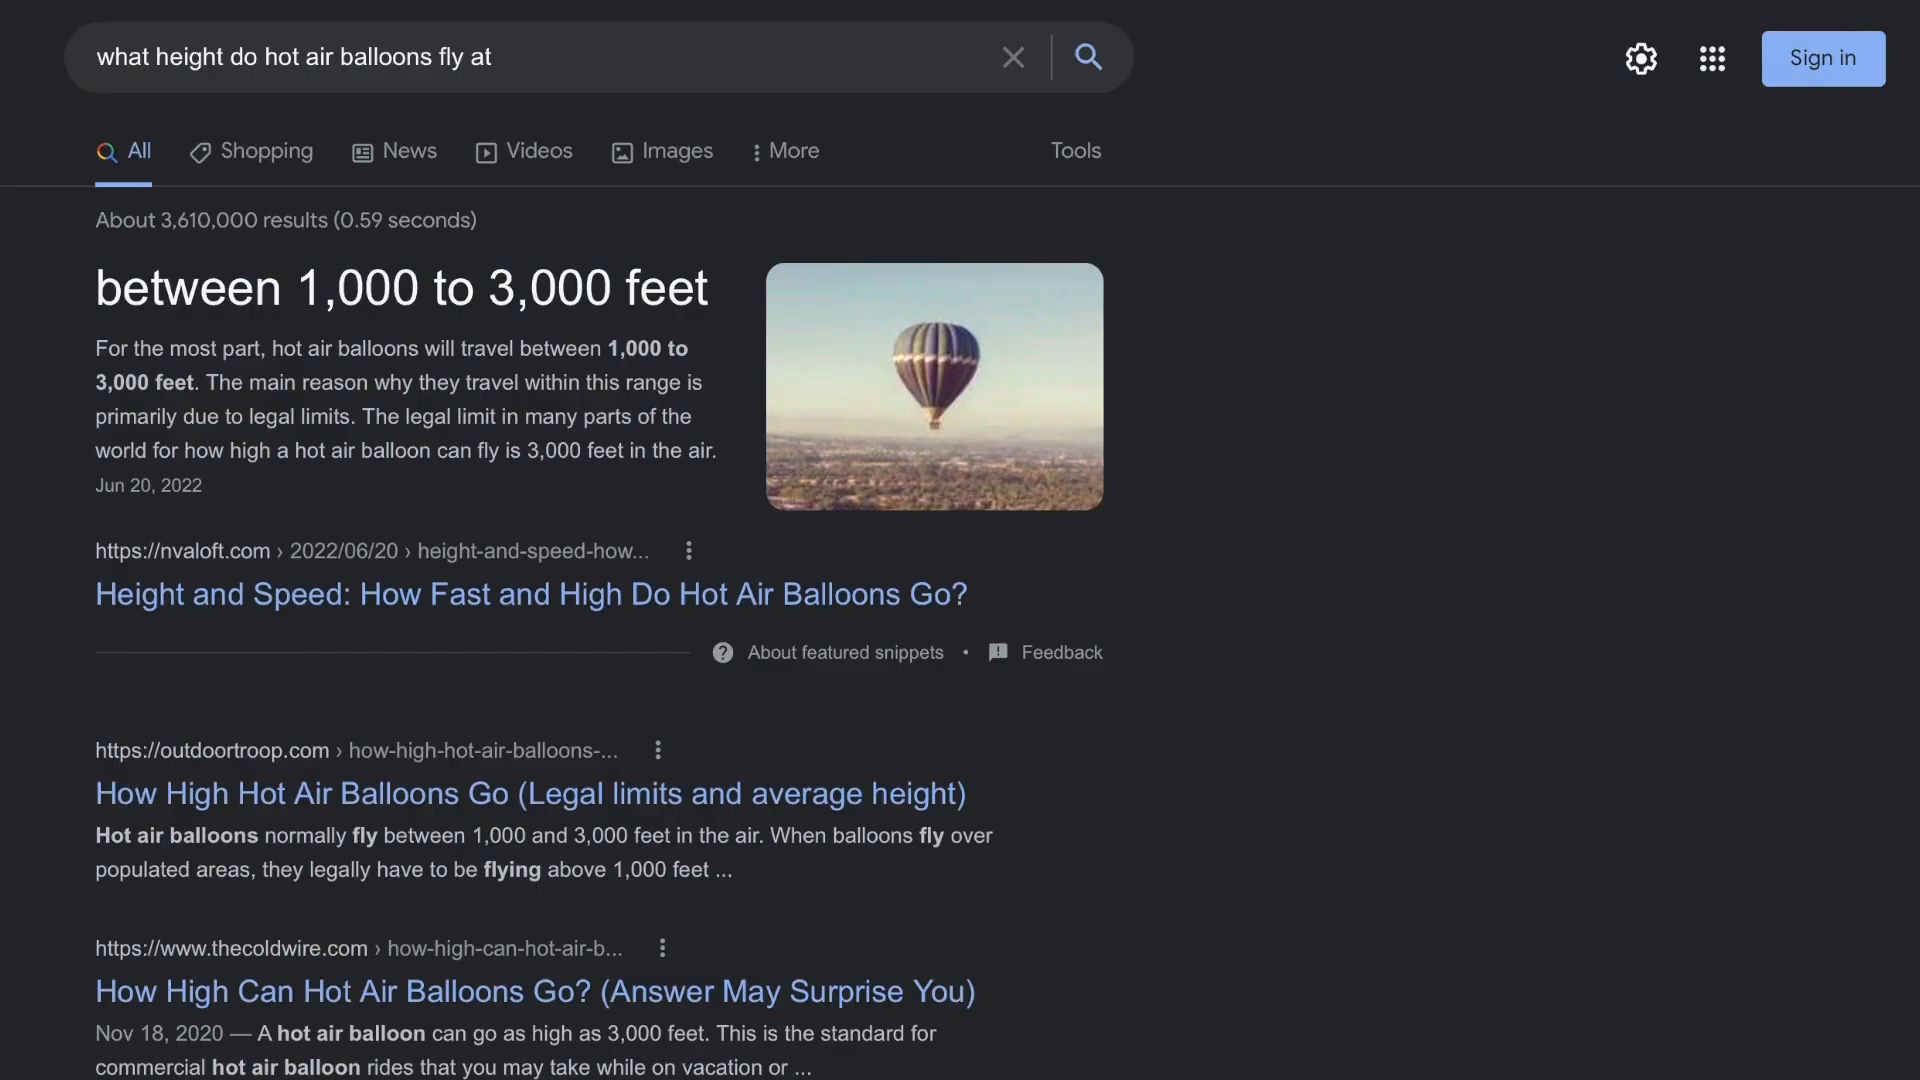 what height do hot air balloons fly at
Sign in
All
Shopping
News
Videos
Images
More
Tools
About 3,610,000 results (0.59 seconds)
between 1,000 to 3,000 feet
For the most part, hot air balloons will travel between 1,000 to
3,000 feet. The main reason why they travel within this range is
primarily due to legal limits. The legal limit in many parts of the
world for how high a hot air balloon can fly is 3,000 feet in the air.
Jun 20, 2022
https://nvaloft.com › 2022/06/20 › height-and-speed-how...
Height and Speed: How Fast and High Do Hot Air Balloons Go?
About featured snippets • Feedback
https://outdoortroop.com › how-high-hot-air-balloons-...
How High Hot Air Balloons Go (Legal limits and average height)
Hot air balloons normally fly between 1,000 and 3,000 feet in the air. When balloons fly over
populated areas, they legally have to be flying above 1,000 feet ...
https://www.thecoldwire.com › how-high-can-hot-air-b...
How High Can Hot Air Balloons Go? (Answer May Surprise You)
Nov 18, 2020 — A hot air balloon can go as high as 3,000 feet. This is the standard for
commercial hot air balloon rides that you may take while on vacation or ...